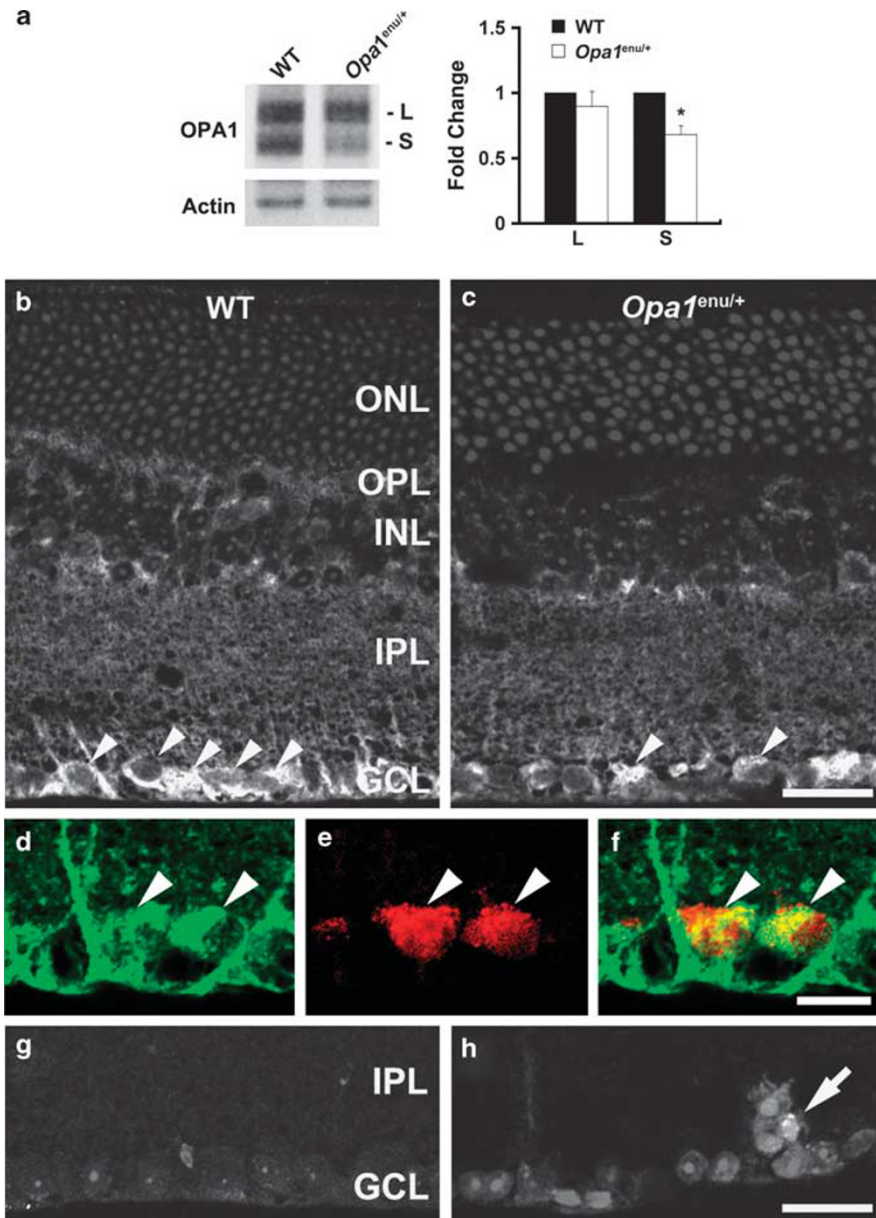 a
WT
Opa1enu/+
OPA1
- L
- S
Actin
Fold Change
1.5
1
0.5
0
WT
Opa1enu/+
*
L
S
b
WT
c
Opa1enu/+
ONL
OPL
INL
IPL
GCL
d
e
f
g
IPL
GCL
h